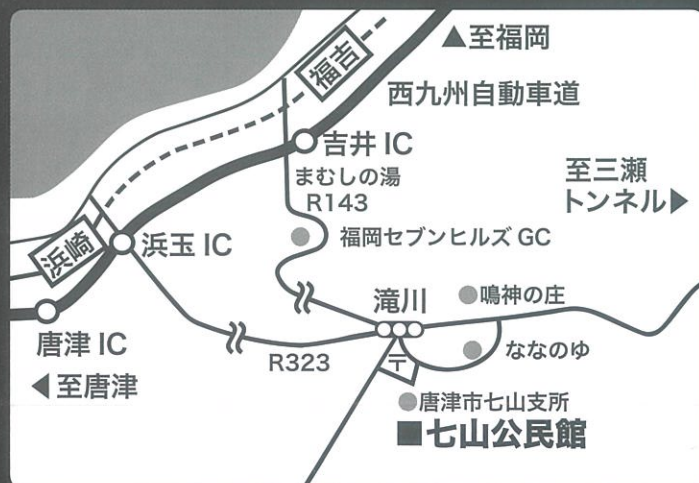 ▲至福岡
福吉
西九州自動車道
吉井 IC
まむしの湯
R143
至三瀬
トンネル▶
福岡セブンヒルズ GC
浜崎
浜玉 IC
滝川
鳴神の庄
唐津 IC
R323
〒
ななのゆ
◀至唐津
唐津市七山支所
■七山公民館